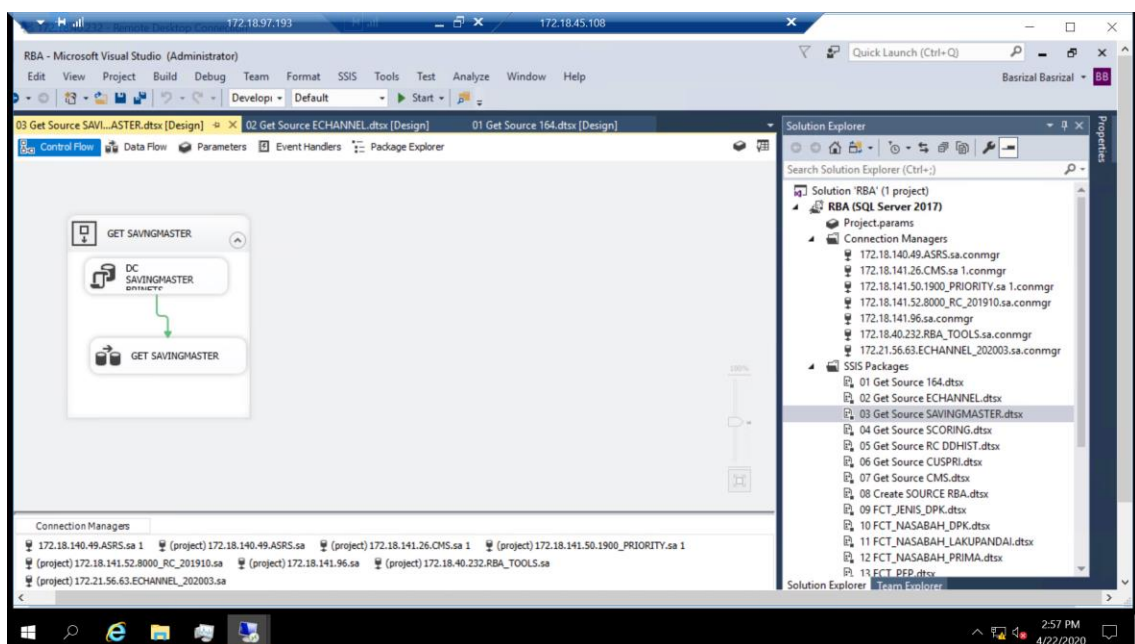 172.18.97.193
172.18.45.108
RBA - Microsoft Visual Studio (Administrator)
Quick Launch (Ctrl+Q)
Edit View Project Build Debug Team Format SSIS Tools Test Analyze Window Help
Basrizal Basrizal BB
Developı Default Start
03 Get Source SAVI...ASTER.dtsx [Design] 02 Get Source ECHANNEL.dtsx [Design] 01 Get Source 164.dtsx [Design]
Control Flow Data Flow Parameters Event Handlers Package Explorer
GET SAVNGMASTER
DC
SAVINGMASTER
GET SAVINGMASTER
100%
Connection Managers
172.18.140.49.ASRS.sa 1 (project) 172.18.140.49.ASRS.sa (project) 172.18.141.26.CMS.sa 1 (project) 172.18.141.50.1900_PRIORITY.sa 1
(project) 172.18.141.52.8000_RC_201910.sa (project) 172.18.141.96.sa (project) 172.18.40.232.RBA_TOOLS.sa
(project) 172.21.56.63.ECHANNEL_202003.sa
Solution Explorer
Search Solution Explorer (Ctrl+;)
Solution 'RBA' (1 project)
RBA (SQL Server 2017)
Project.params
Connection Managers
172.18.140.49.ASRS.sa.conmgr
172.18.141.26.CMS.sa 1.conmgr
172.18.141.50.1900_PRIORITY.sa 1.conmgr
172.18.141.52.8000_RC_201910.sa.conmgr
172.18.141.96.sa.conmgr
172.18.40.232.RBA_TOOLS.sa.conmgr
172.21.56.63.ECHANNEL_202003.sa.conmgr
SSIS Packages
01 Get Source 164.dtsx
02 Get Source ECHANNEL.dtsx
03 Get Source SAVINGMASTER.dtsx
04 Get Source SCORING.dtsx
05 Get Source RC DDHIST.dtsx
06 Get Source CUSPRI.dtsx
07 Get Source CMS.dtsx
08 Create SOURCE RBA.dtsx
09 FCT_JENIS_DPK.dtsx
10 FCT_NASABAH_DPK.dtsx
11 FCT_NASABAH_LAKUPANDAI.dtsx
12 FCT_NASABAH_PRIMA.dtsx
13 FCT_PEP.dtsx
Solution Explorer Team Explorer
Properties
2:57 PM
4/22/2020